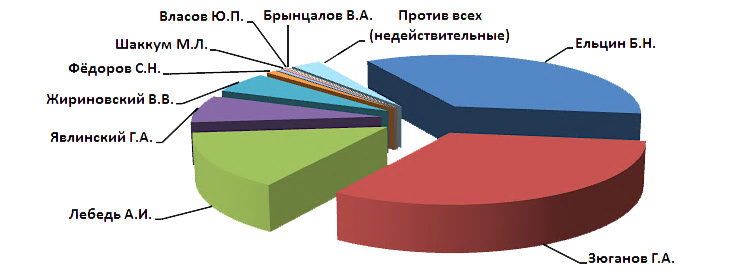 Власов Ю.П.
Брынцалов В.А.
Против всех
(недействительные)
Ельцин Б.Н.
Шаккум М.Л.
Фёдоров С.Н.
Жириновский В.В.
Явлинский Г.А.
Лебедь А.И.
Зюганов Г.А.